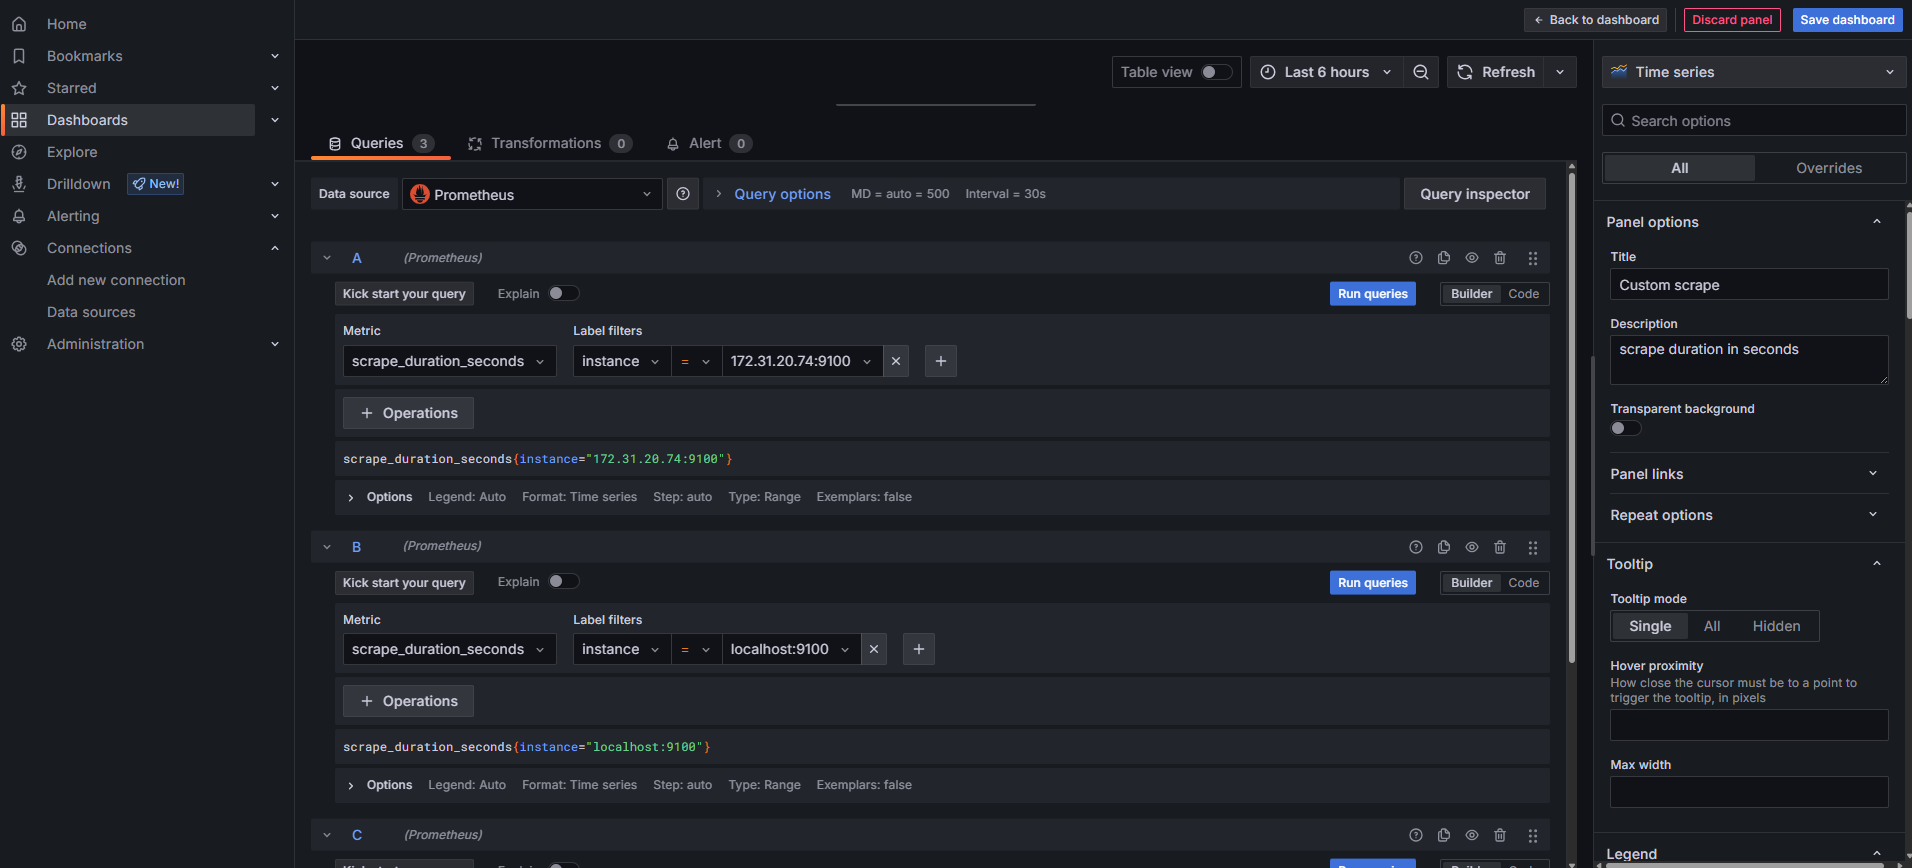 Home
Bookmarks
Starred
Dashboards
Explore
Drilldown New!
Alerting
Connections
Add new connection
Data sources
Administration
← Back to dashboard
Discard panel
Save dashboard
Table view
Last 6 hours
Refresh
Queries 3
Transformations 0
Alert 0
Data source
Prometheus
Query options MD = auto = 500 Interval = 30s
Query inspector
A (Prometheus)
Kick start your query Explain Run queries Builder Code
Metric Label filters
scrape_duration_seconds instance = 172.31.20.74:9100
+ Operations
scrape_duration_seconds{instance="172.31.20.74:9100"}
Options Legend: Auto Format: Time series Step: auto Type: Range Exemplars: false
B (Prometheus)
Kick start your query Explain Run queries Builder Code
Metric Label filters
scrape_duration_seconds instance = localhost:9100
+ Operations
scrape_duration_seconds{instance="localhost:9100"}
Options Legend: Auto Format: Time series Step: auto Type: Range Exemplars: false
C (Prometheus)
Time series
Search options
All Overrides
Panel options
Title
Custom scrape
Description
scrape duration in seconds
Transparent background
Panel links
Repeat options
Tooltip
Tooltip mode
Single All Hidden
Hover proximity
How close the cursor must be to a point to
trigger the tooltip, in pixels
Max width
Legend